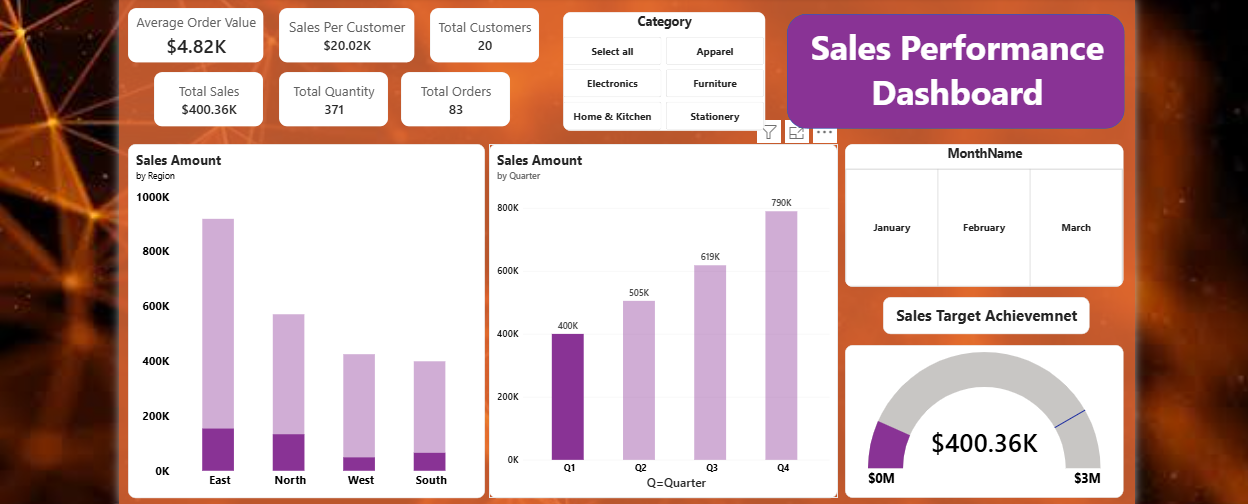 Average Order Value
$4.82K
Sales Per Customer
$20.02K
Total Customers
20
Total Sales
$400.36K
Total Quantity
371
Total Orders
83
Category
Select all
Apparel
Electronics
Furniture
Home & Kitchen
Stationery
Sales Performance
Dashboard
Sales Amount
by Region
1000K
800K
600K
400K
200K
0K
East
North
West
South
Sales Amount
by Quarter
800K
600K
400K
200K
0K
400K
505K
619K
790K
Q1
Q2
Q3
Q4
Q=Quarter
MonthName
January
February
March
Sales Target Achievemnet
$400.36K
$0M
$3M